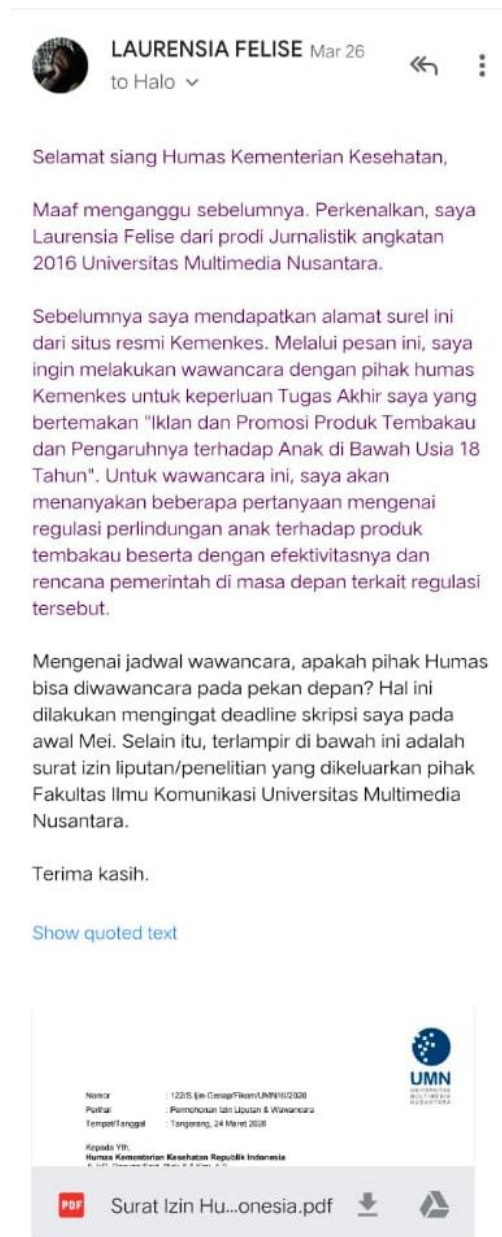 LAURENSIA FELISE Mar 26
to Halo
Selamat siang Humas Kementerian Kesehatan,
Maaf menganggu sebelumnya. Perkenalkan, saya
Laurensia Felise dari prodi Jurnalistik angkatan
2016 Universitas Multimedia Nusantara.
Sebelumnya saya mendapatkan alamat surel ini
dari situs resmi Kemenkes. Melalui pesan ini, saya
ingin melakukan wawancara dengan pihak humas
Kemenkes untuk keperluan Tugas Akhir saya yang
bertemakan "Iklan dan Promosi Produk Tembakau
dan Pengaruhnya terhadap Anak di Bawah Usia 18
Tahun". Untuk wawancara ini, saya akan
menanyakan beberapa pertanyaan mengenai
regulasi perlindungan anak terhadap produk
tembakau beserta dengan efektivitasnya dan
rencana pemerintah di masa depan terkait regulasi
tersebut.
Mengenai jadwal wawancara, apakah pihak Humas
bisa diwawancara pada pekan depan? Hal ini
dilakukan mengingat deadline skripsi saya pada
awal Mei. Selain itu, terlampir di bawah ini adalah
surat izin liputan/penelitian yang dikeluarkan pihak
Fakultas Ilmu Komunikasi Universitas Multimedia
Nusantara.
Terima kasih.
Show quoted text
UMN
UNIVERSITAS
MULTIMEDIA
NUSANTARA
Nomor :
Perihal : Permohonan Izin Liputan & Wawancara
Tempat/Tanggal : Tangerang, 24 Maret 2020
Kepada Yth.
Humas Kementerian Kesehatan Republik Indonesia
PDF Surat Izin Hu...onesia.pdf